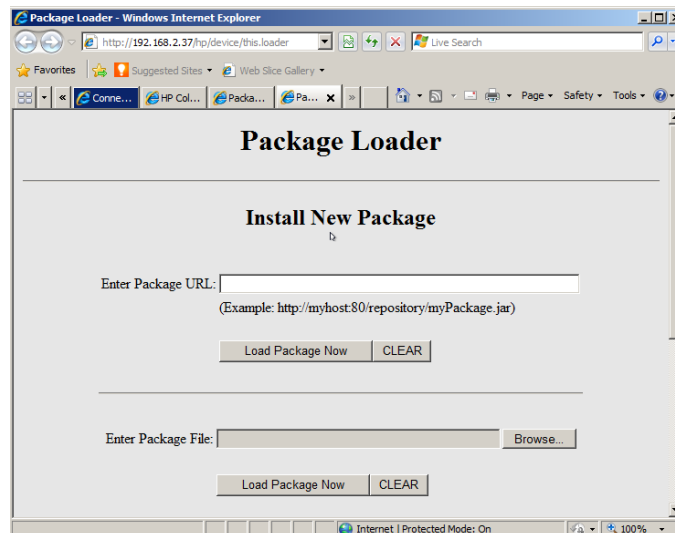 Package Loader - Windows Internet Explorer
http://192.168.2.37/hp/device/this.loader
Live Search
Favorites Suggested Sites Web Slice Gallery
Conne... HP Col... Packa... Pa... Page Safety Tools
Package Loader
Install New Package
Enter Package URL:
(Example: http://myhost:80/repository/myPackage.jar)
Load Package Now CLEAR
Enter Package File: Browse...
Load Package Now CLEAR
Internet | Protected Mode: On 100%